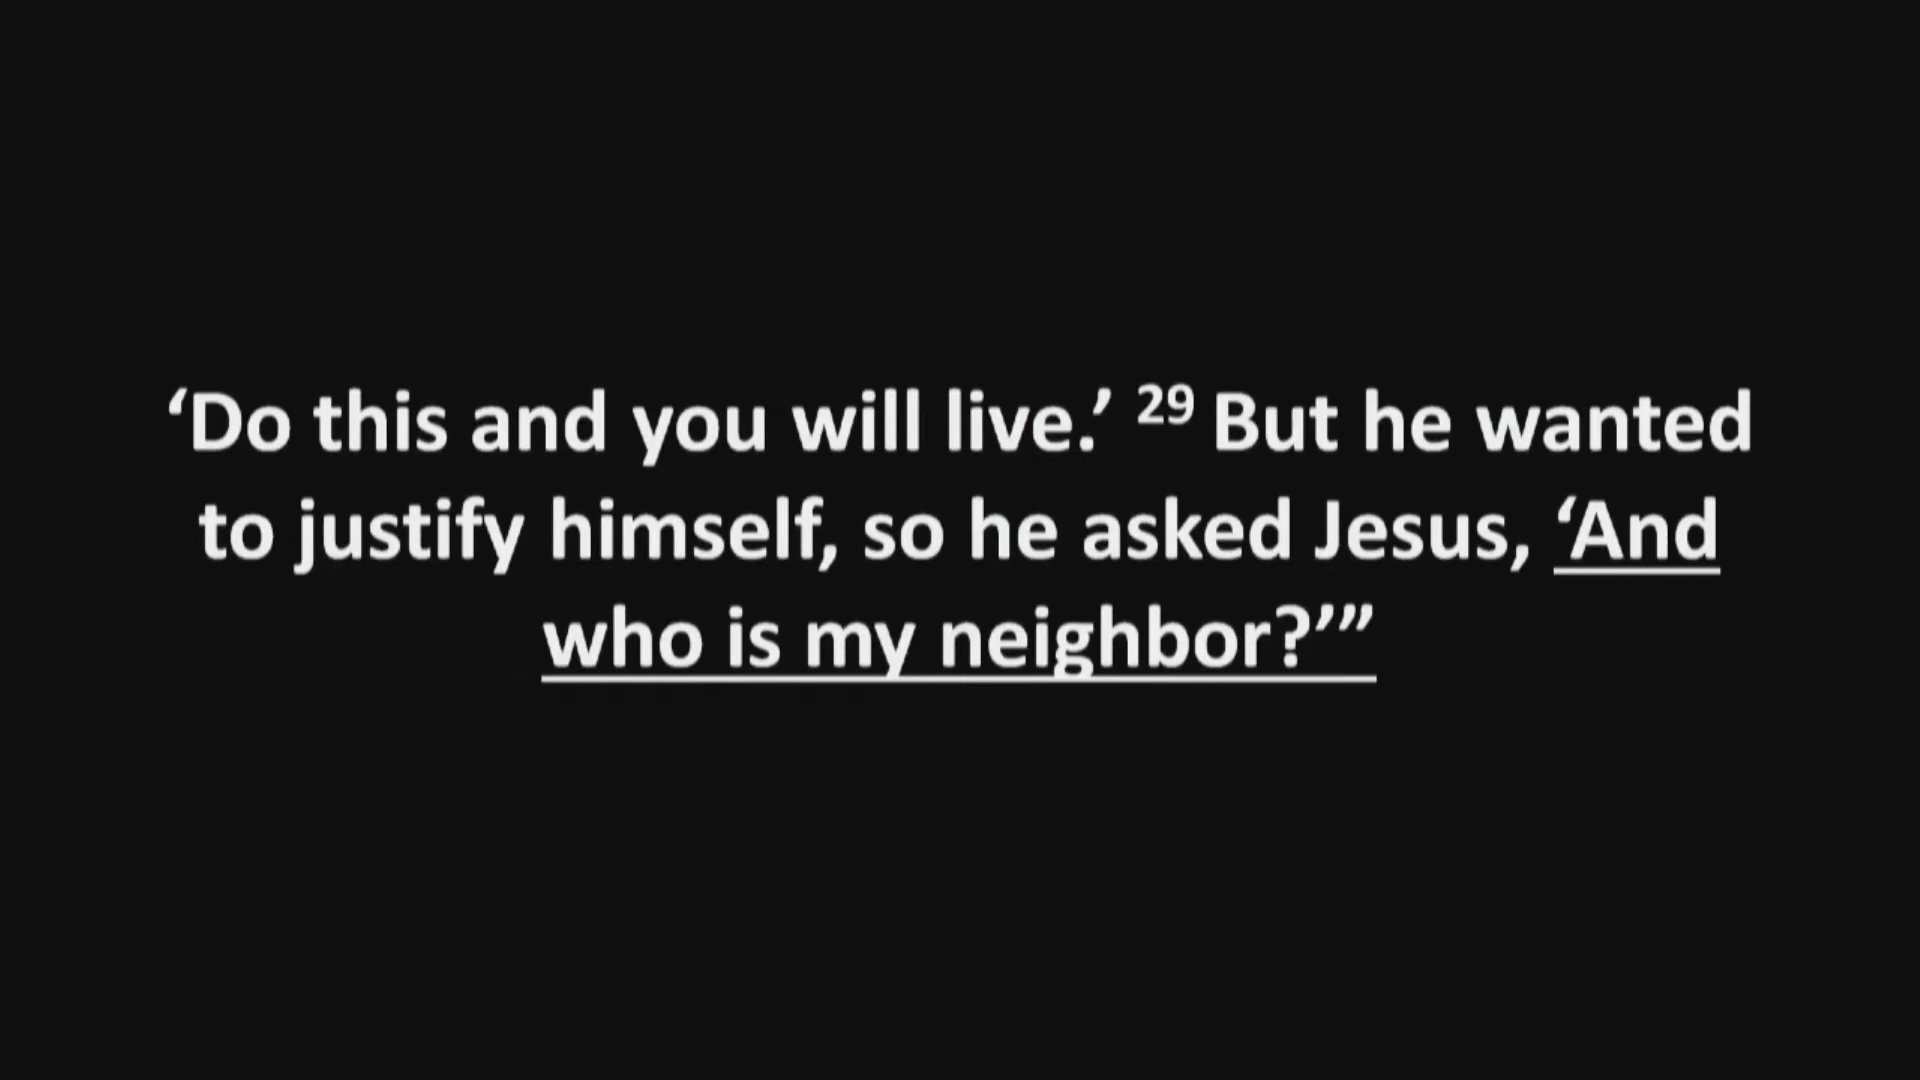 ‘Do this and you will live.’ 29 But he wanted
to justify himself, so he asked Jesus, ‘And
who is my neighbor?’”